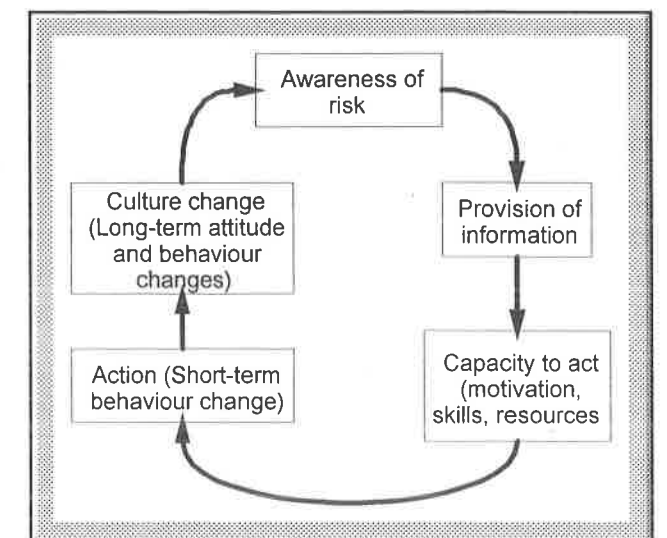 Awareness of
risk
Provision of
information
Capacity to act
(motivation,
skills, resources
Action (Short-term
behaviour change)
Culture change
(Long-term attitude
and behaviour
changes)